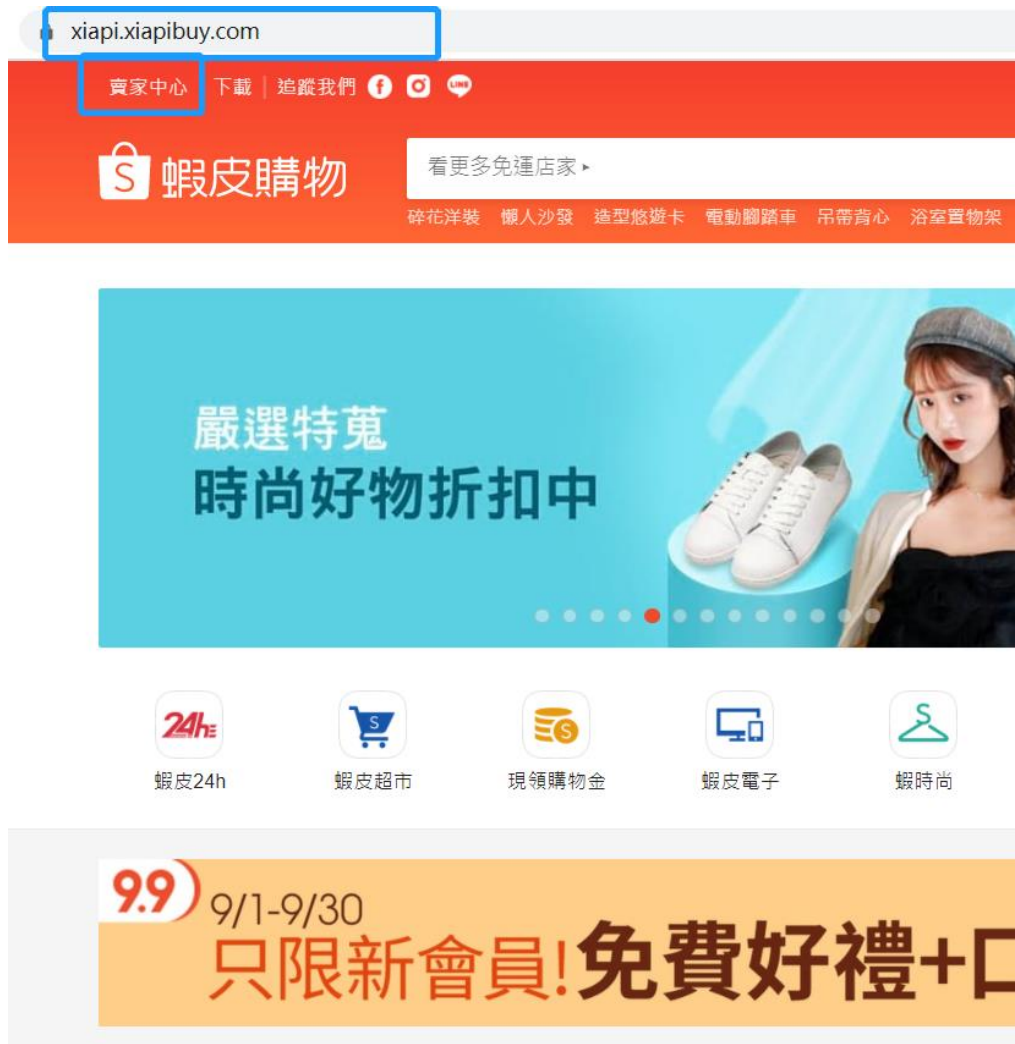 xiapi.xiapibuy.com
賣家中心 下載 | 追蹤我們 f LINE
S 蝦皮購物
看更多免運店家 ▸
碎花洋裝 懶人沙發 造型悠遊卡 電動腳踏車 吊帶背心 浴室置物架
嚴選特蒐
時尚好物折扣中
24h
S
S
S
蝦皮24h 蝦皮超市 現領購物金 蝦皮電子 蝦時尚
9.9
9/1-9/30
只限新會員!免費好禮+